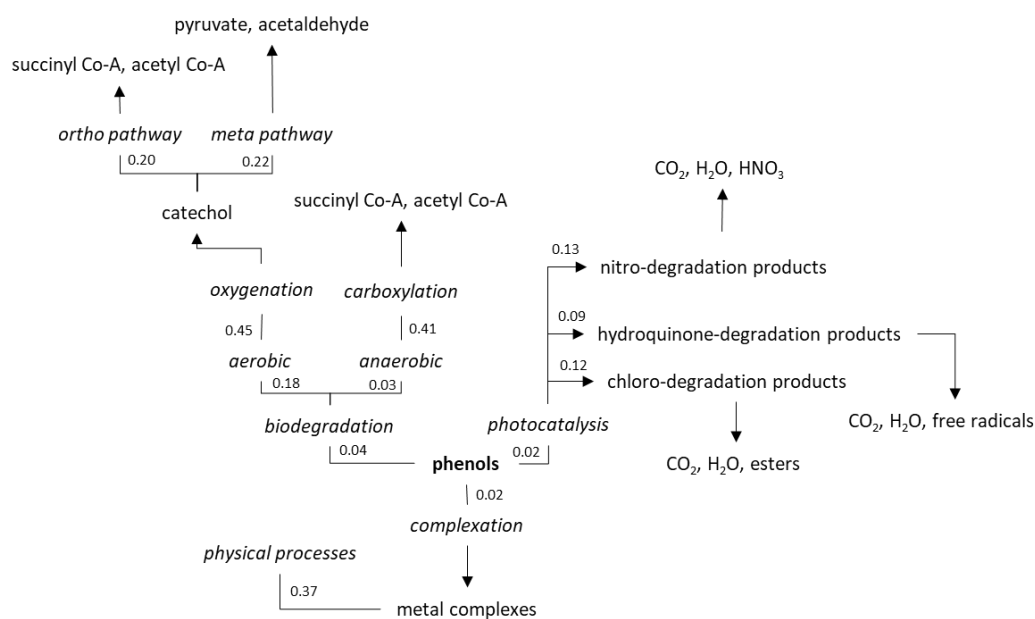 pyruvate, acetaldehyde
succinyl Co-A, acetyl Co-A
ortho pathway
meta pathway
0.20
0.22
CO₂, H₂O, HNO₃
succinyl Co-A, acetyl Co-A
catechol
0.13
nitro-degradation products
oxygenation
carboxylation
0.45
0.41
0.09
hydroquinone-degradation products
aerobic
anaerobic
0.12
chloro-degradation products
0.18
0.03
CO₂, H₂O, free radicals
biodegradation
photocatalysis
0.04
phenols
0.02
CO₂, H₂O, esters
0.02
complexation
physical processes
0.37
metal complexes